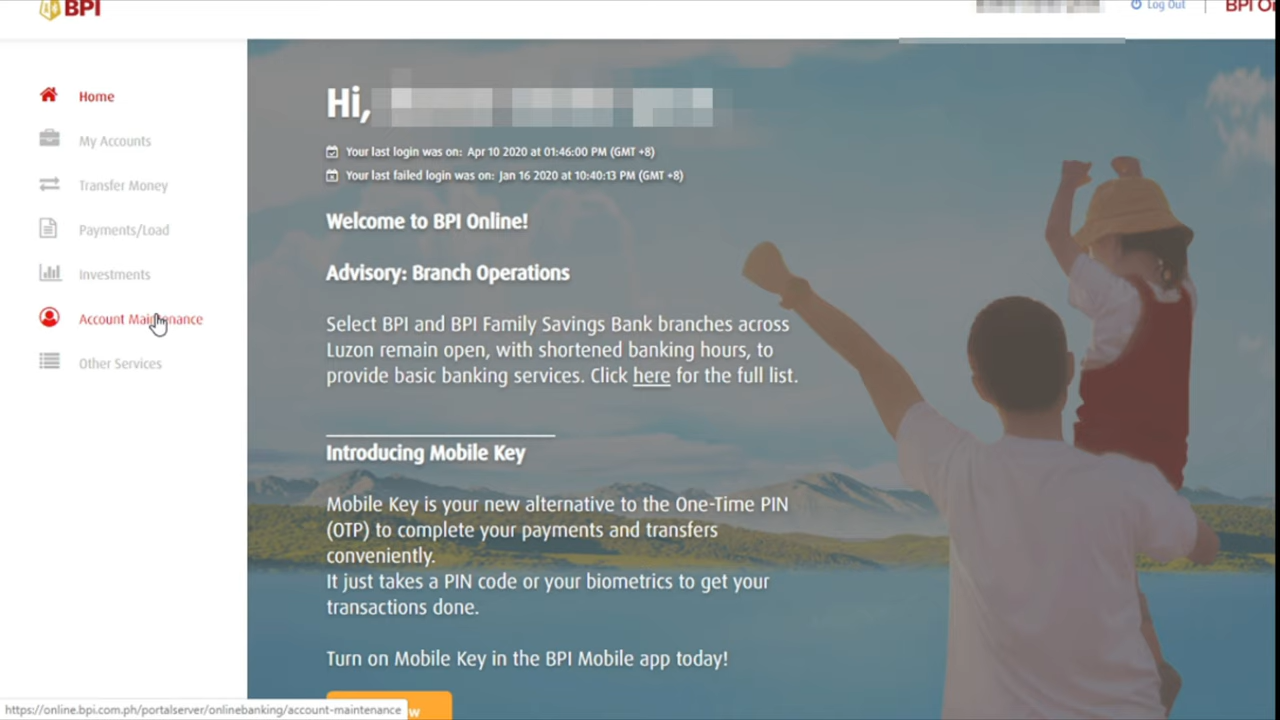 BPI
Log Out
Home
My Accounts
Transfer Money
Payments/Load
Investments
Account Maintenance
Other Services
Hi,
Your last login was on: Apr 10 2020 at 01:46:00 PM (GMT +8)
Your last failed login was on: Jan 16 2020 at 10:40:13 PM (GMT +8)
Welcome to BPI Online!
Advisory: Branch Operations
Select BPI and BPI Family Savings Bank branches across
Luzon remain open, with shortened banking hours, to
provide basic banking services. Click here for the full list.
Introducing Mobile Key
Mobile Key is your new alternative to the One-Time PIN
(OTP) to complete your payments and transfers
conveniently.
It just takes a PIN code or your biometrics to get your
transactions done.
Turn on Mobile Key in the BPI Mobile app today!
https://online.bpi.com.ph/portalserver/onlinebanking/account-maintenance